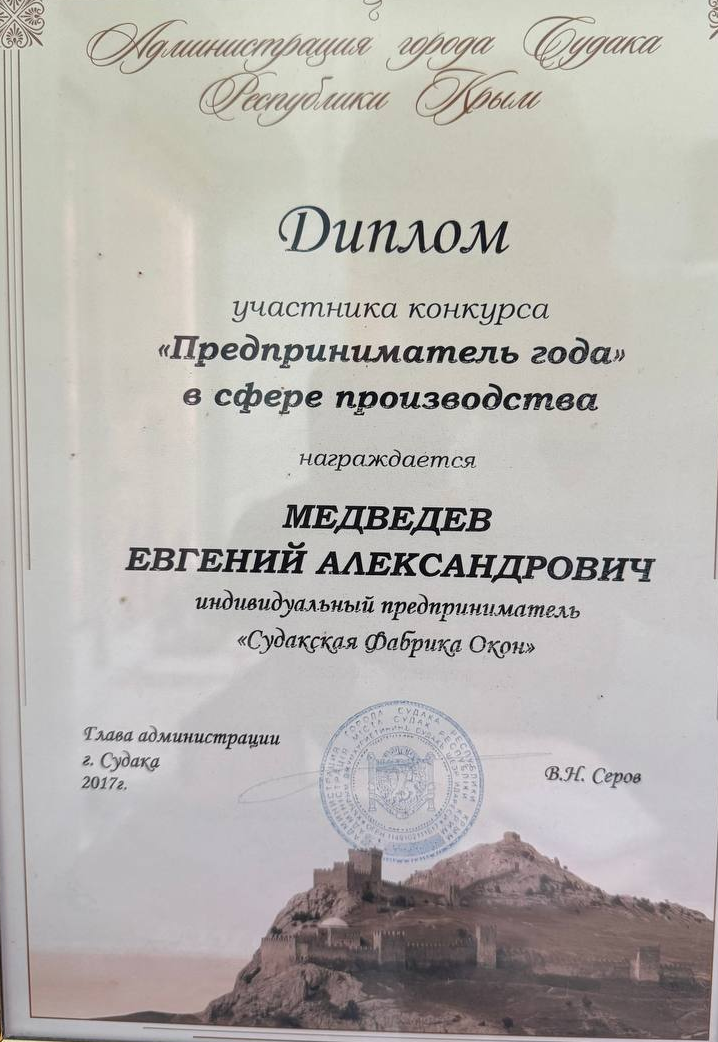 Администрация города Судака
Республики Крым
Диплом
участника конкурса
«Предприниматель года»
в сфере производства
награждается
МЕДВЕДЕВ
ЕВГЕНИЙ АЛЕКСАНДРОВИЧ
индивидуальный предприниматель
«Судакская Фабрика Окон»
Глава администрации
г. Судака
2017г.
В.Н. Серов